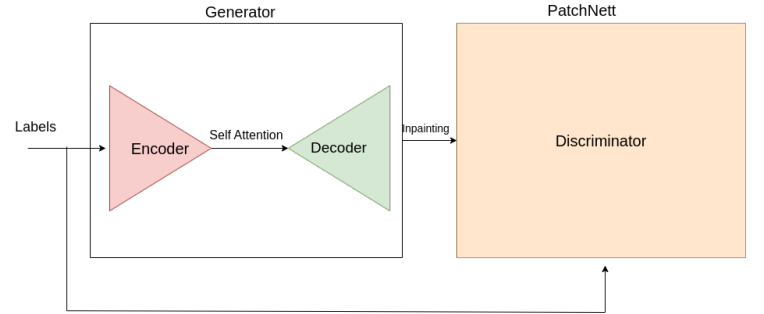 Generator
PatchNett
Labels
Encoder
Self Attention
Decoder
Inpainting
Discriminator